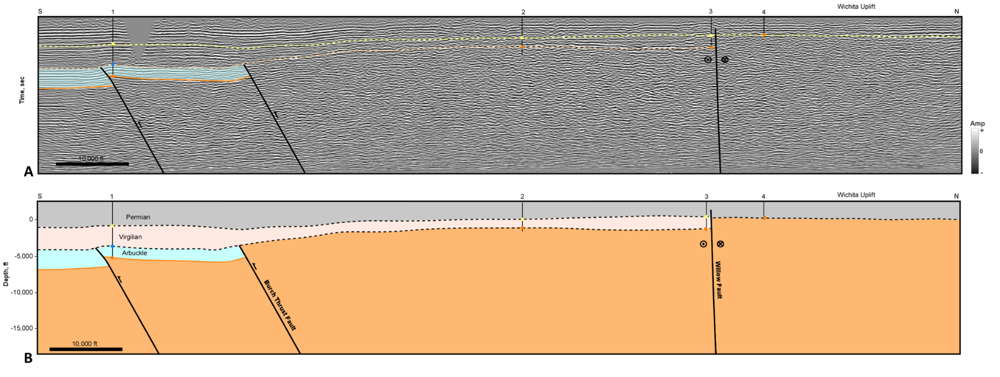 Wichita Uplift
S 1 2 3 4 N
Time, sec
10,000 ft
A
Amp
+
0
-
S 1 2 3 4 Wichita Uplift N
0
-5,000
-10,000
-15,000
Depth, ft
Permian
Virgilian
Arbuckle
Burch Thrust Fault
Willow Fault
10,000 ft
B